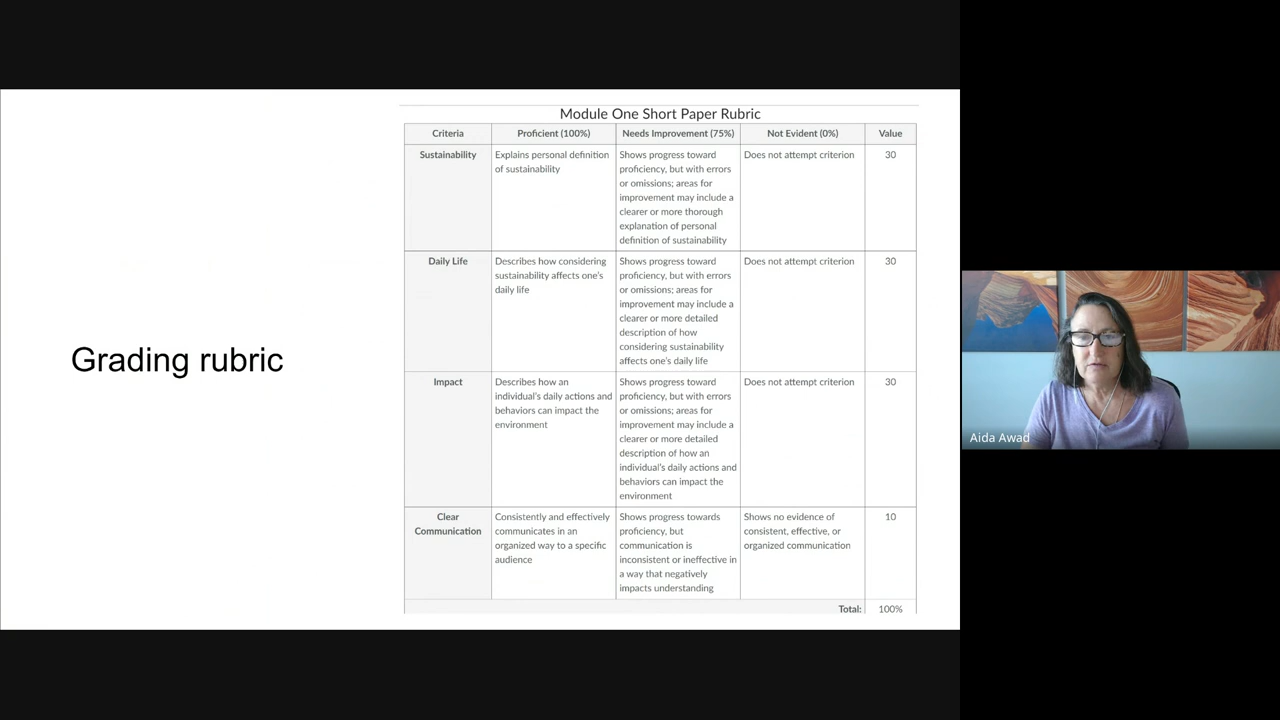 Grading rubric
Module One Short Paper Rubric
Criteria
Proficient (100%)
Needs Improvement (75%)
Not Evident (0%)
Value
Sustainability
Explains personal definition
of sustainability
Shows progress toward
proficiency, but with errors
or omissions; areas for
improvement may include a
clearer or more thorough
explanation of personal
definition of sustainability
Does not attempt criterion
30
Daily Life
Describes how considering
sustainability affects one's
daily life
Shows progress toward
proficiency, but with errors
or omissions; areas for
improvement may include a
clearer or more detailed
description of how
considering sustainability
affects one's daily life
Does not attempt criterion
30
Impact
Describes how an
individual's daily actions and
behaviors can impact the
environment
Shows progress toward
proficiency, but with errors
or omissions; areas for
improvement may include a
clearer or more detailed
description of how an
individual's daily actions and
behaviors can impact the
environment
Does not attempt criterion
30
Clear
Communication
Consistently and effectively
communicates in an
organized way to a specific
audience
Shows progress towards
proficiency, but
communication is
inconsistent or ineffective in
a way that negatively
impacts understanding
Shows no evidence of
consistent, effective, or
organized communication
10
Total:
100%
Aida Awad